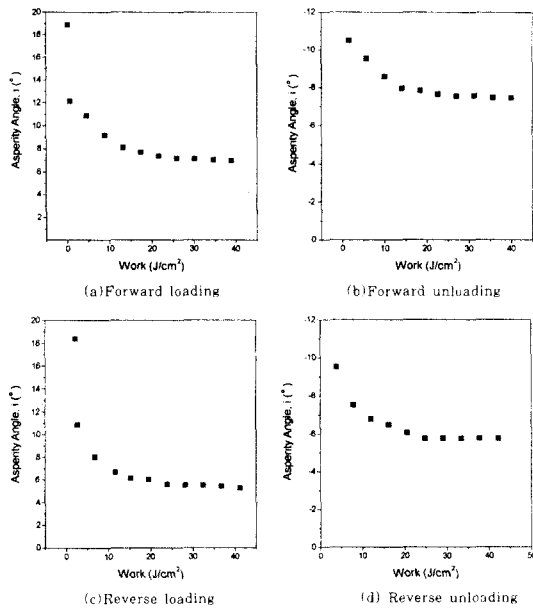 20
18
16
14
12
10
8
6
4
2
Asperity Angle, i (°)
0 10 20 30 40
Work (J/cm²)
(a)Forward loading
-12
-10
-8
-6
-4
-2
-0
Asperity Angle, i (°)
0 10 20 30 40
Work (J/cm²)
(b)Forward unloading
20
18
16
14
12
10
8
6
4
2
0
Asperity Angle, i (°)
0 10 20 30 40
Work (J/cm²)
(c)Reverse loading
-12
-10
-8
-6
-4
-2
-0
Asperity Angle, i (°)
0 10 20 30 40 50
Work (J/cm²)
(d) Reverse unloading